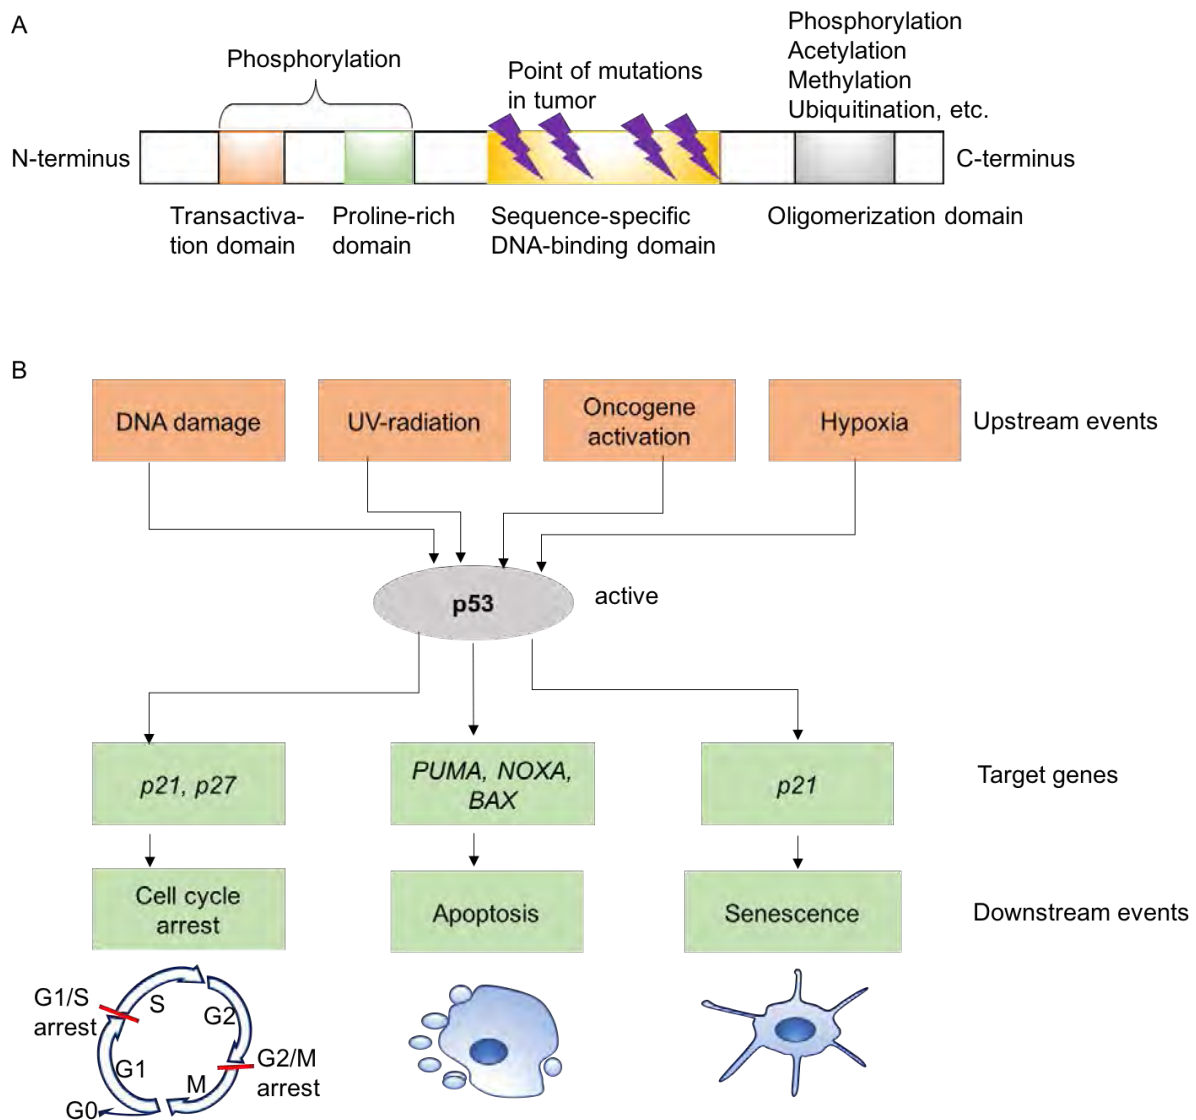 A
Phosphorylation
Point of mutations
in tumor
Phosphorylation
Acetylation
Methylation
Ubiquitination, etc.
N-terminus
C-terminus
Transactiva-
tion domain
Proline-rich
domain
Sequence-specific
DNA-binding domain
Oligomerization domain
B
DNA damage
UV-radiation
Oncogene
activation
Hypoxia
Upstream events
p53
active
p21, p27
PUMA, NOXA,
BAX
p21
Target genes
Cell cycle
arrest
Apoptosis
Senescence
Downstream events
G1/S
arrest
S
G2
G1
M
G2/M
arrest
G0